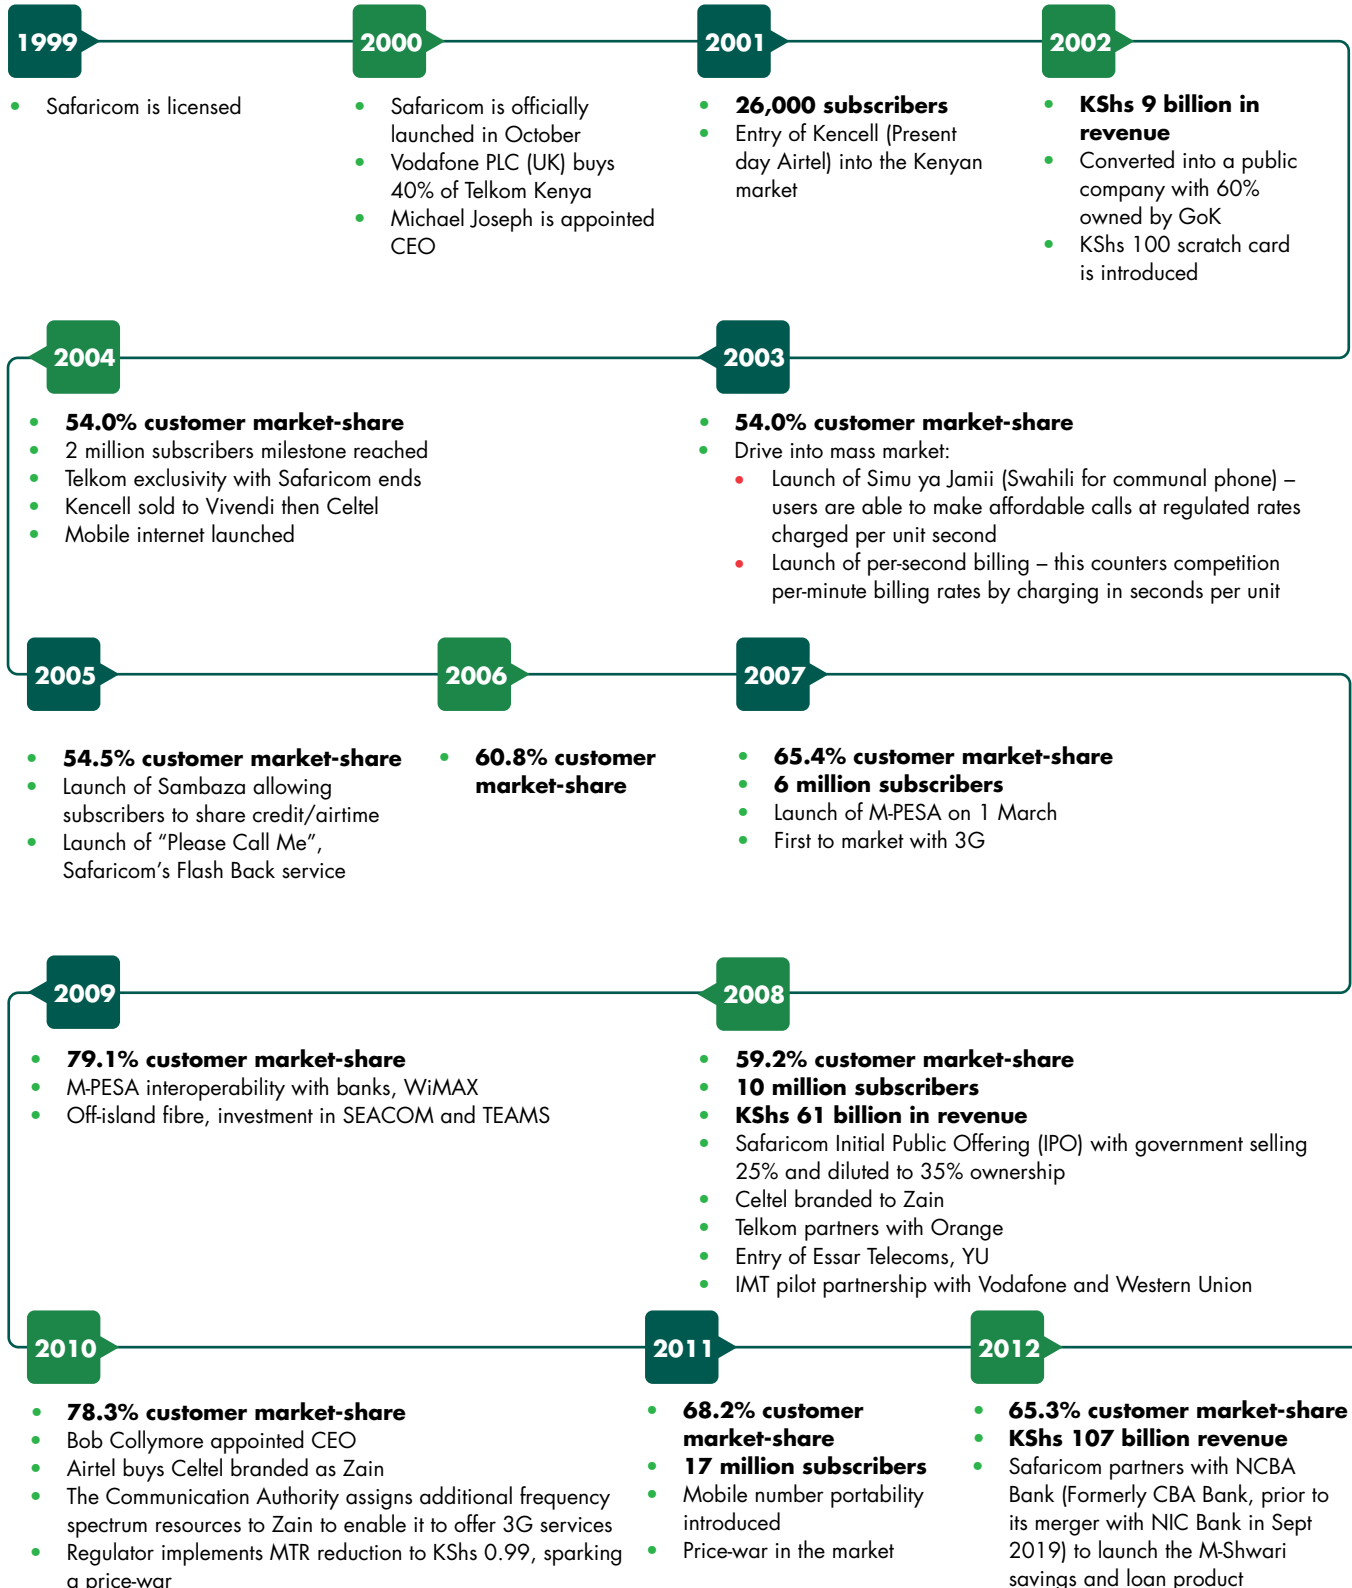 1999
• Safaricom is licensed
2000
• Safaricom is officially
launched in October
• Vodafone PLC (UK) buys
40% of Telkom Kenya
• Michael Joseph is appointed
CEO
2001
• 26,000 subscribers
• Entry of Kencell (Present
day Airtel) into the Kenyan
market
2002
• KShs 9 billion in
revenue
• Converted into a public
company with 60%
owned by GoK
• KShs 100 scratch card
is introduced
2003
• 54.0% customer market-share
• Drive into mass market:
• Launch of Simu ya Jamii (Swahili for communal phone) –
users are able to make affordable calls at regulated rates
charged per unit second
• Launch of per-second billing – this counters competition
per-minute billing rates by charging in seconds per unit
2004
• 54.0% customer market-share
• 2 million subscribers milestone reached
• Telkom exclusivity with Safaricom ends
• Kencell sold to Vivendi then Celtel
• Mobile internet launched
2005
• 54.5% customer market-share
• Launch of Sambaza allowing
subscribers to share credit/airtime
• Launch of “Please Call Me”,
Safaricom’s Flash Back service
2006
• 60.8% customer
market-share
2007
• 65.4% customer market-share
• 6 million subscribers
• Launch of M-PESA on 1 March
• First to market with 3G
2008
• 59.2% customer market-share
• 10 million subscribers
• KShs 61 billion in revenue
• Safaricom Initial Public Offering (IPO) with government selling
25% and diluted to 35% ownership
• Celtel branded to Zain
• Telkom partners with Orange
• Entry of Essar Telecoms, YU
• IMT pilot partnership with Vodafone and Western Union
2009
• 79.1% customer market-share
• M-PESA interoperability with banks, WiMAX
• Off-island fibre, investment in SEACOM and TEAMS
2010
• 78.3% customer market-share
• Bob Collymore appointed CEO
• Airtel buys Celtel branded as Zain
• The Communication Authority assigns additional frequency
spectrum resources to Zain to enable it to offer 3G services
• Regulator implements MTR reduction to KShs 0.99, sparking
a price-war
2011
• 68.2% customer
market-share
• 17 million subscribers
• Mobile number portability
introduced
• Price-war in the market
2012
• 65.3% customer market-share
• KShs 107 billion revenue
• Safaricom partners with NCBA
Bank (Formerly CBA Bank, prior to
its merger with NIC Bank in Sept
2019) to launch the M-Shwari
savings and loan product